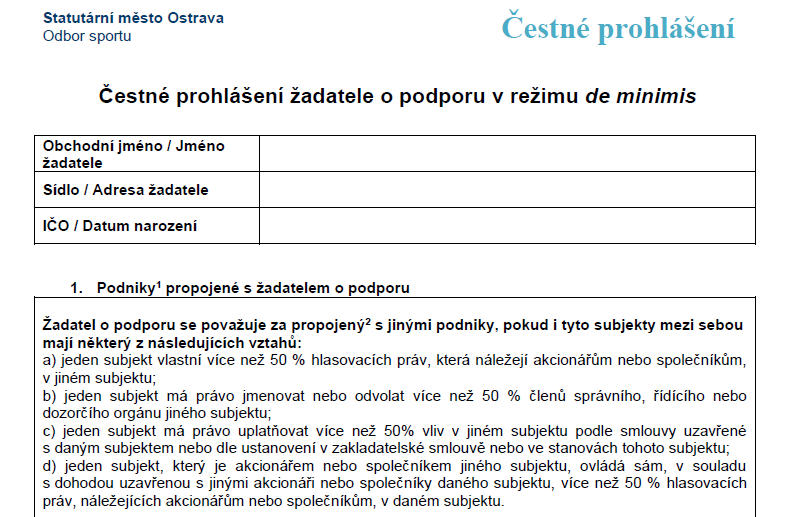 Statutární město Ostrava
Odbor sportu
Čestné prohlášení
Čestné prohlášení žadatele o podporu v režimu de minimis
Obchodní jméno / Jméno
žadatele
Sídlo / Adresa žadatele
IČO / Datum narození
1. Podniky¹ propojené s žadatelem o podporu
Žadatel o podporu se považuje za propojený² s jinými podniky, pokud i tyto subjekty mezi sebou
mají některý z následujících vztahů:
a) jeden subjekt vlastní více než 50 % hlasovacích práv, která náležejí akcionářům nebo společníkům,
v jiném subjektu;
b) jeden subjekt má právo jmenovat nebo odvolat více než 50 % členů správního, řídícího nebo
dozorčího orgánu jiného subjektu;
c) jeden subjekt má právo uplatňovat více než 50% vliv v jiném subjektu podle smlouvy uzavřené
s daným subjektem nebo dle ustanovení v zakladatelské smlouvě nebo ve stanovách tohoto subjektu;
d) jeden subjekt, který je akcionářem nebo společníkem jiného subjektu, ovládá sám, v souladu
s dohodou uzavřenou s jinými akcionáři nebo společníky daného subjektu, více než 50 % hlasovacích
práv, náležejících akcionářům nebo společníkům, v daném subjektu.